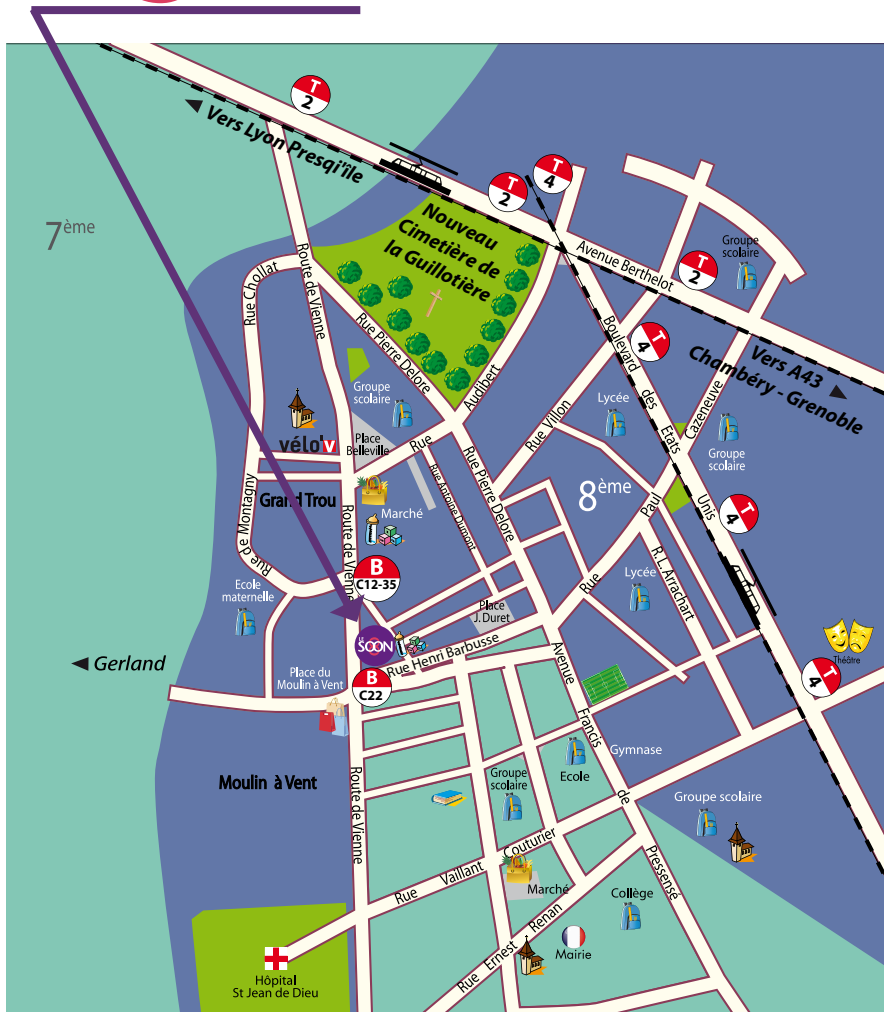 T
2
Vers Lyon Presqi'île
T
4
T
2
7ème
Nouveau
Cimetière de
la Guillotière
Avenue Berthelot
Groupe
scolaire
T
2
Rue Chollat
Route de Vienne
Rue Pierre Delore
Boulevard des Etats Unis
T
4
Vers A43
Chambéry - Grenoble
Audibert
Groupe
scolaire
Lycée
Cazeneuve
Rue Villon
vélo'v
Place
Belleville
Rue
Groupe
scolaire
Rue Pierre Delore
Rue Antoine Dumont
8ème
Grand Trou
Marché
Paul
T
4
Rue de Montagny
Route de Vienne
B
C12-35
R.L. Arrachart
Ecole
maternelle
Lycée
Rue
Place
J. Duret
LE
SOON
Rue Henri Barbusse
Théâtre
Gerland
Place du
Moulin à Vent
B
C22
T
4
Avenue Francis de Pressensé
Gymnase
Moulin à Vent
Route de Vienne
Groupe
scolaire
Ecole
Groupe scolaire
Rue Vaillant Couturier
Marché
Collège
Rue Ernest Renan
Mairie
Hôpital
St Jean de Dieu